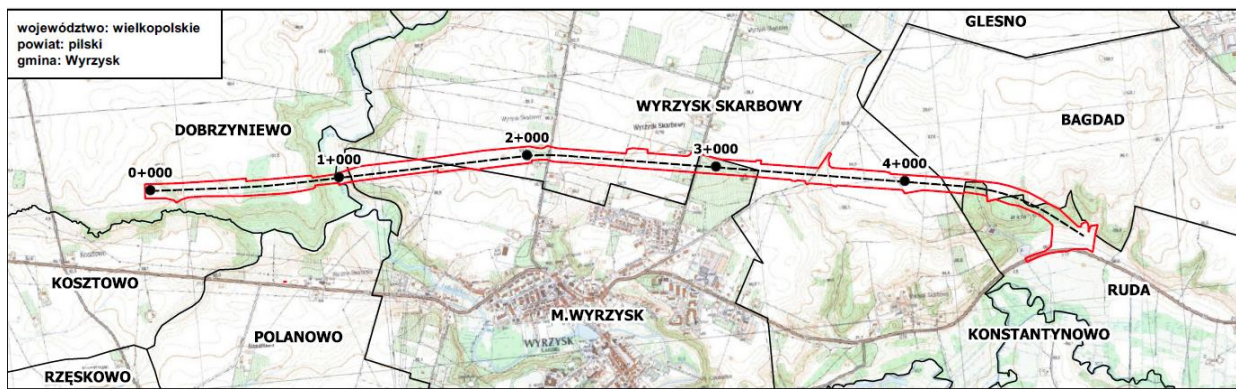 województwo: wielkopolskie
powiat: pilski
gmina: Wyrzysk
GLESNO
WYRZYSK SKARBOWY
BAGDAD
DOBRZYNIEWO
2+000
1+000
3+000
0+000
4+000
KOSZTOWO
RUDA
M.WYRZYSK
POLANOWO
KONSTANTYNOWO
WYRZYSK
RZĘSKOWO